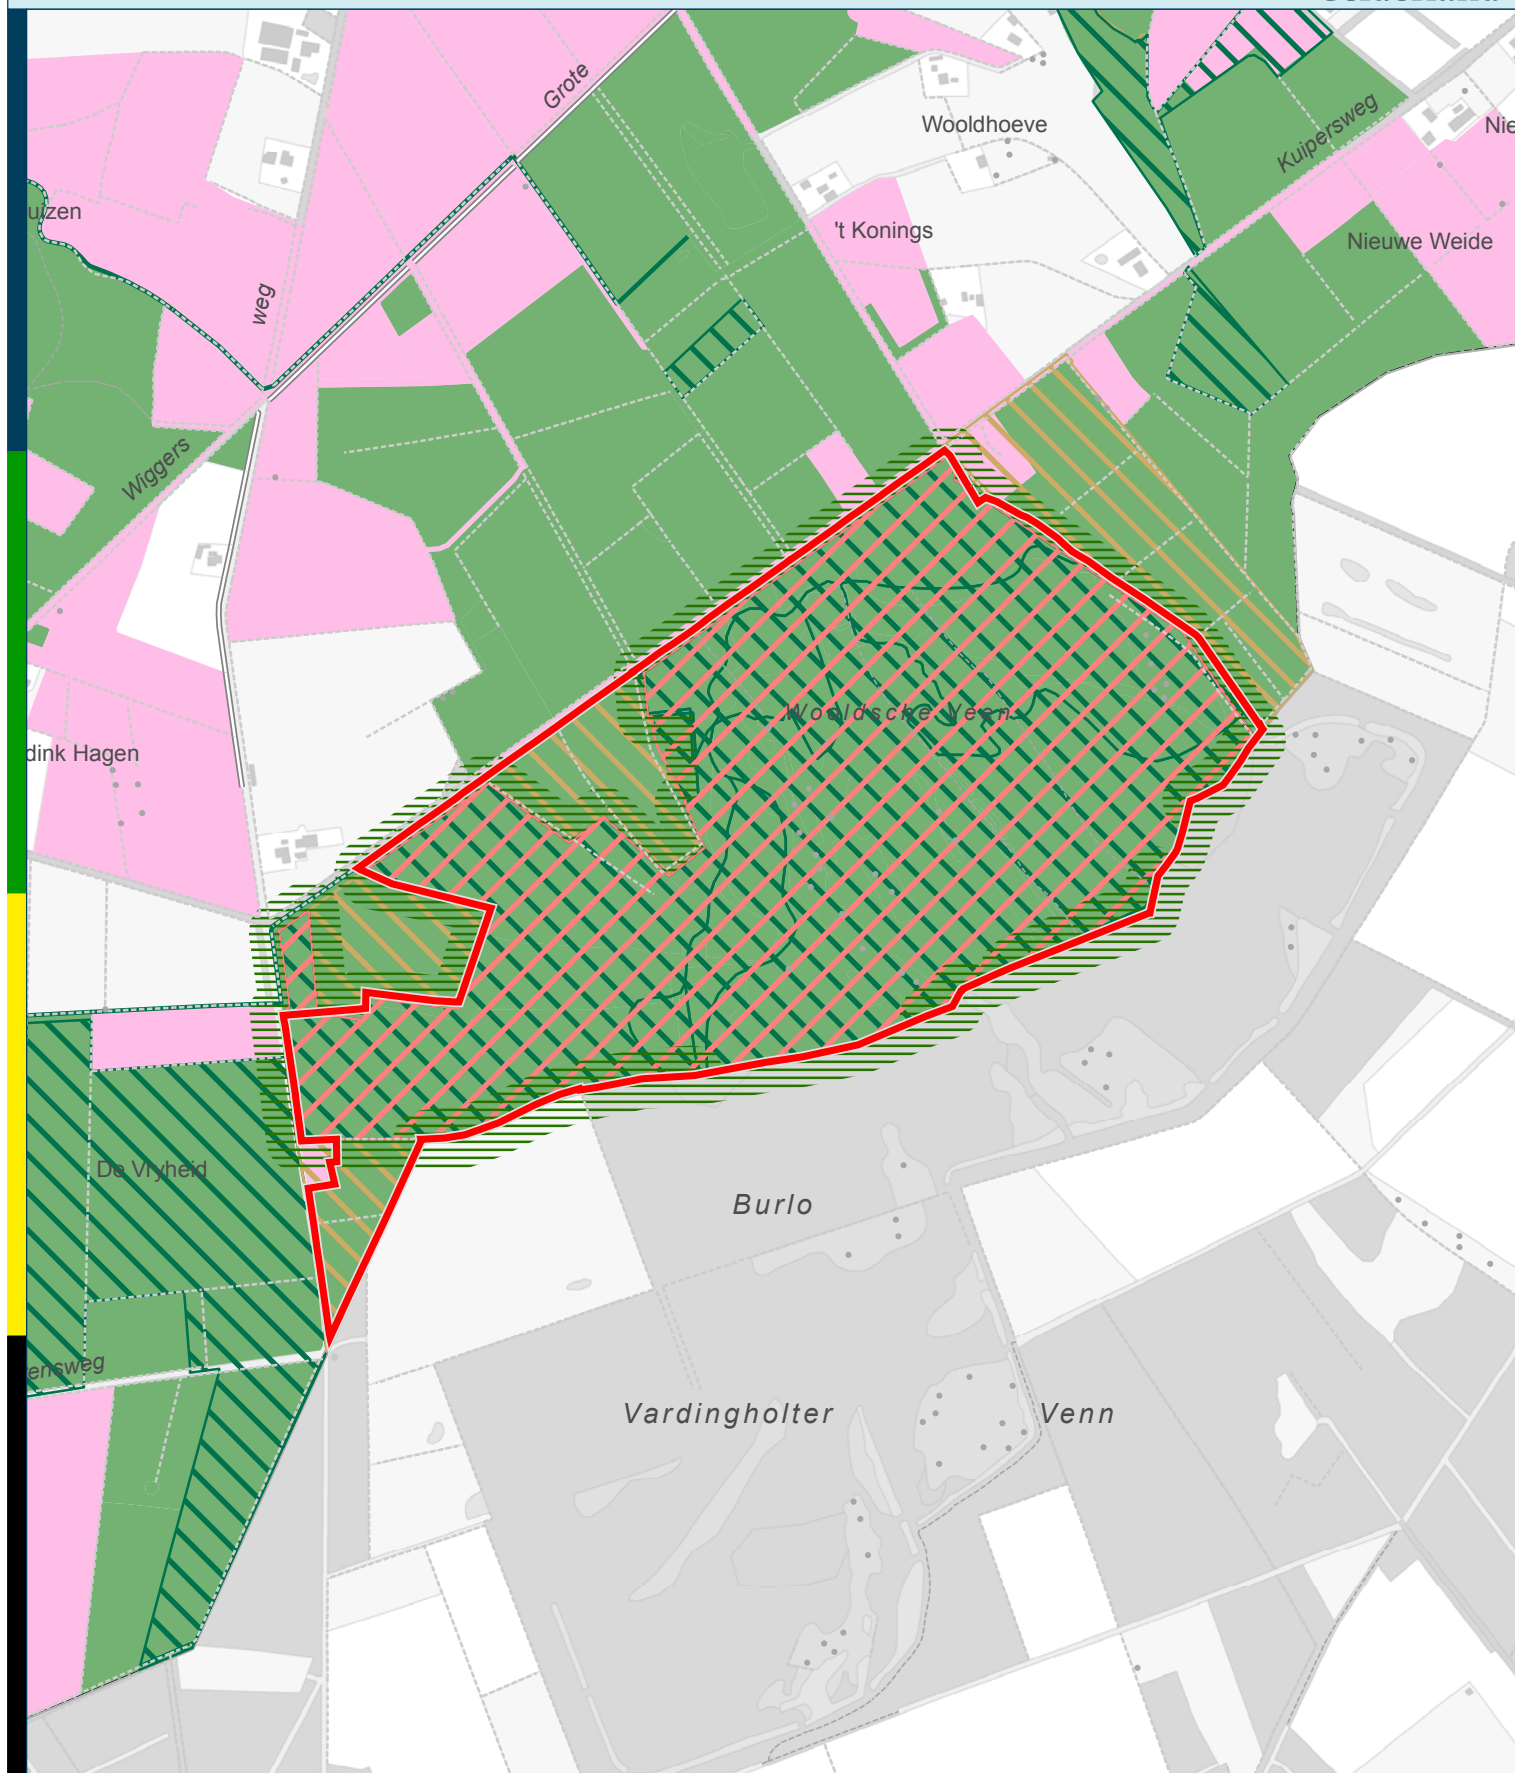 Grote
Wooldhoeve
Kuipersweg
Nie
uizen
't Konings
Nieuwe Weide
weg
Wiggers
Wooldsche Veen
dink Hagen
De Vryheid
Burlo
ensweg
Vardingholter Venn